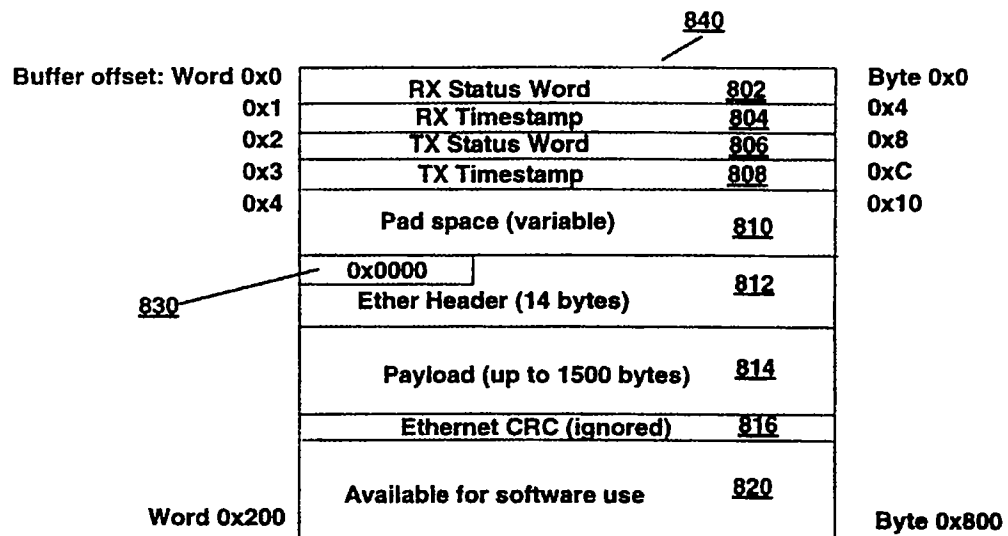 840
Buffer offset: Word 0x0 RX Status Word 802 Byte 0x0
0x1 RX Timestamp 804 0x4
0x2 TX Status Word 806 0x8
0x3 TX Timestamp 808 0xC
0x4 0x10
Pad space (variable) 810
0x0000
830 Ether Header (14 bytes) 812
Payload (up to 1500 bytes) 814
Ethernet CRC (ignored) 816
Available for software use 820
Word 0x200 Byte 0x800